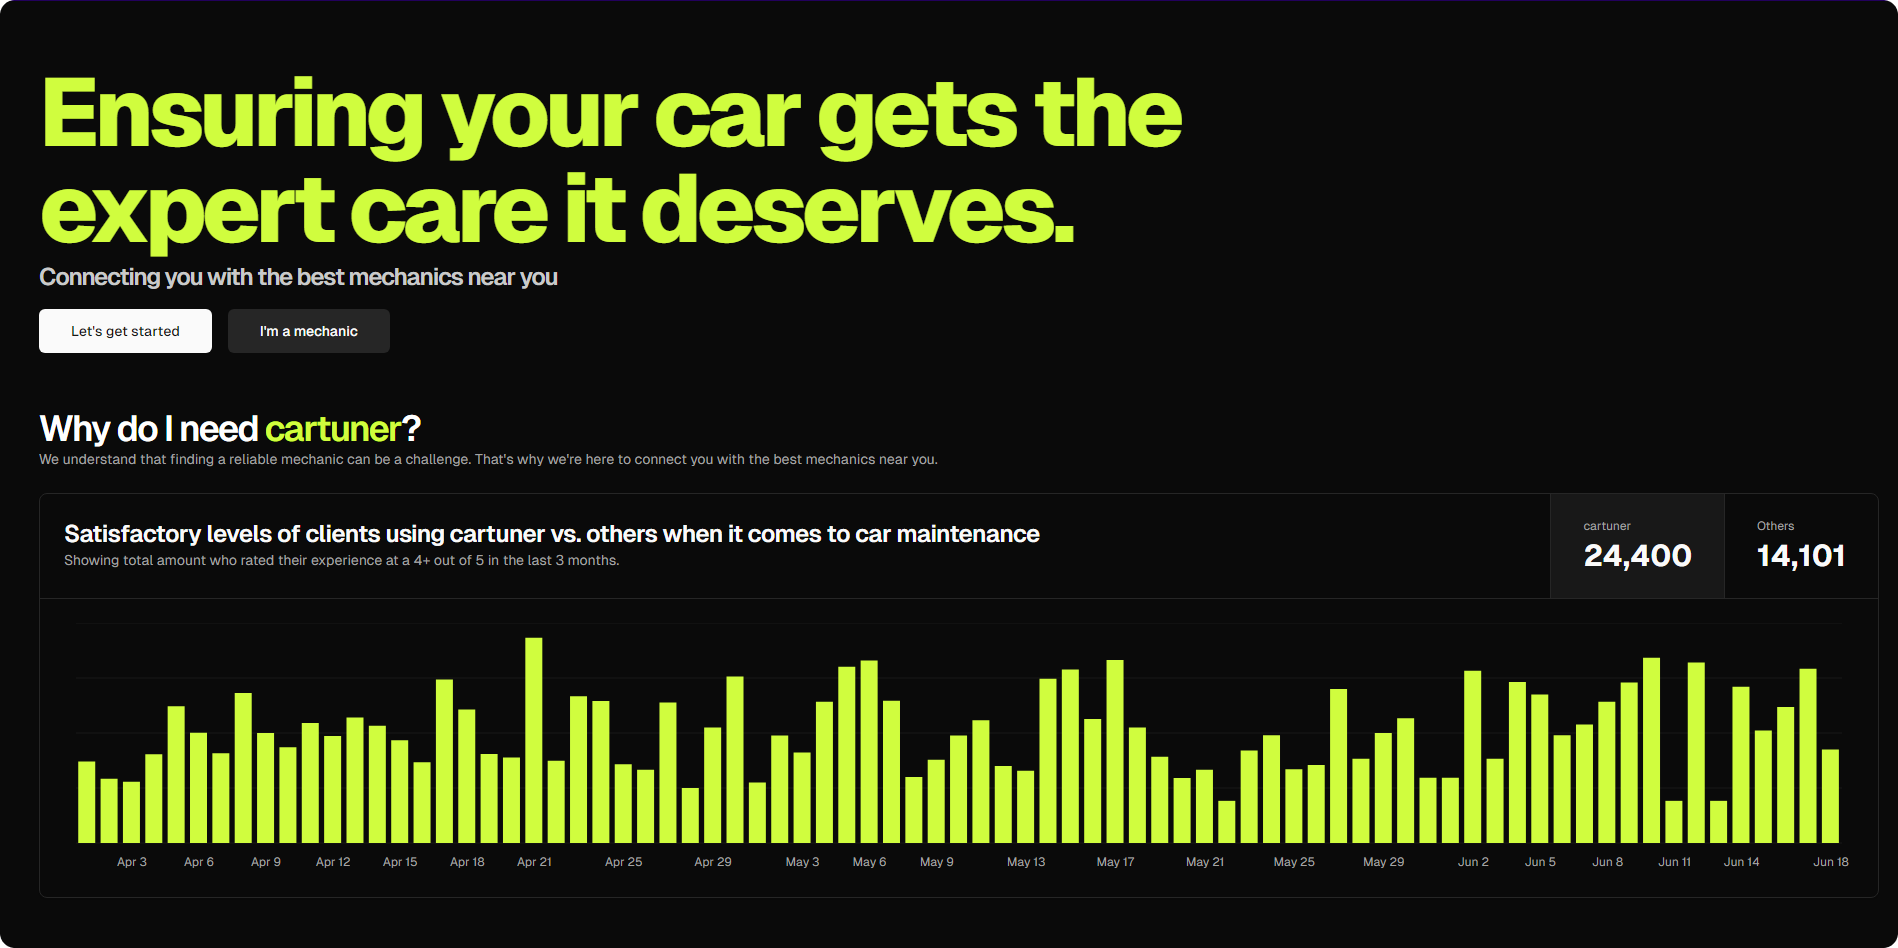 Ensuring your car gets the
expert care it deserves.
Connecting you with the best mechanics near you
Let's get started
I'm a mechanic
Why do I need cartuner?
We understand that finding a reliable mechanic can be a challenge. That's why we're here to connect you with the best mechanics near you.
Satisfactory levels of clients using cartuner vs. others when it comes to car maintenance
Showing total amount who rated their experience at a 4+ out of 5 in the last 3 months.
cartuner
24,400
Others
14,101
Apr 3 Apr 6 Apr 9 Apr 12 Apr 15 Apr 18 Apr 21 Apr 25 Apr 29 May 3 May 6 May 9 May 13 May 17 May 21 May 25 May 29 Jun 2 Jun 5 Jun 8 Jun 11 Jun 14 Jun 18